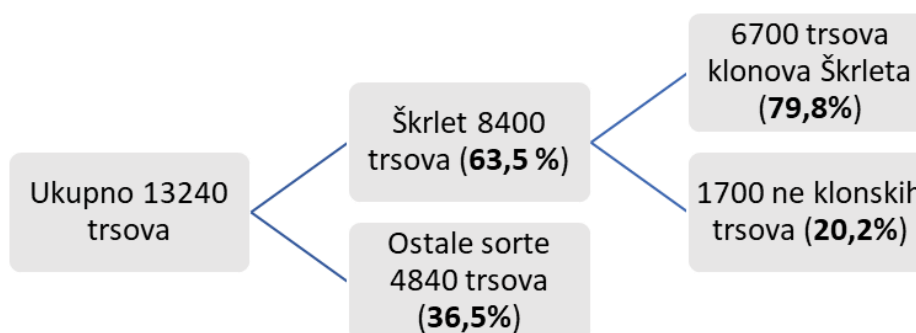 Ukupno 13240
trsova
Škrlet 8400
trsova (63,5 %)
Ostale sorte
4840 trsova
(36,5%)
6700 trsova
klonova Škrleta
(79,8%)
1700 ne klonskih
trsova (20,2%)